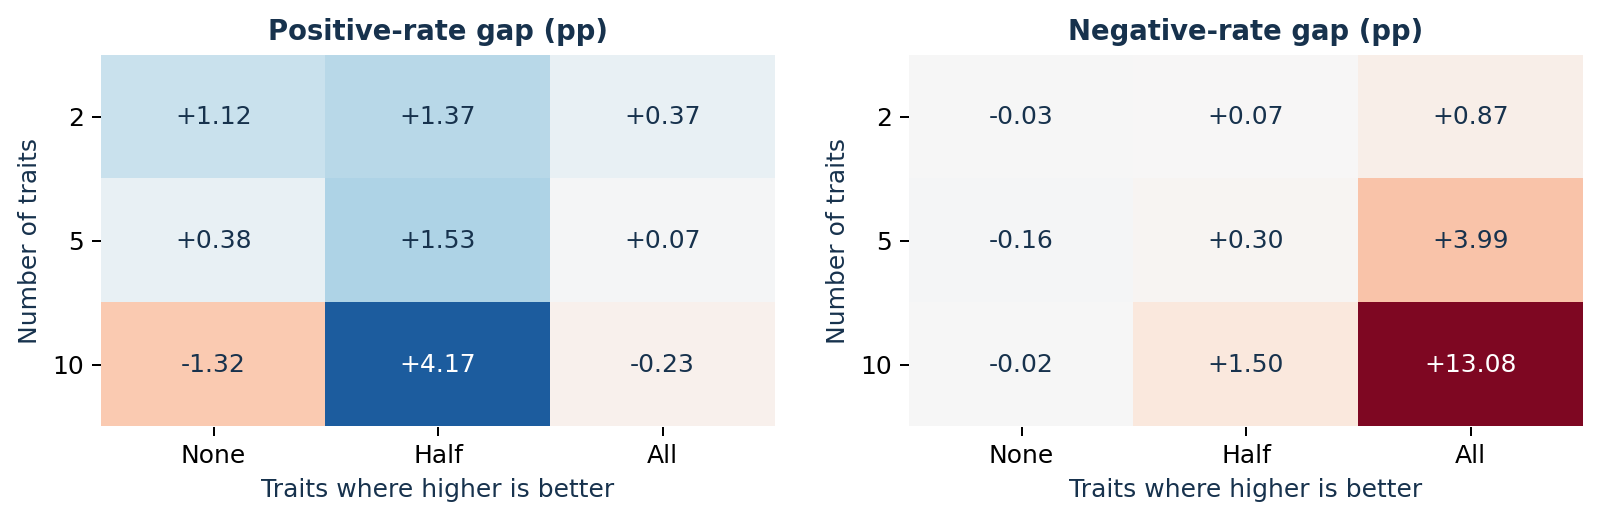 Positive-rate gap (pp)
Number of traits
2
+1.12
+1.37
+0.37
5
+0.38
+1.53
+0.07
10
-1.32
+4.17
-0.23
None
Half
All
Traits where higher is better
Negative-rate gap (pp)
Number of traits
2
-0.03
+0.07
+0.87
5
-0.16
+0.30
+3.99
10
-0.02
+1.50
+13.08
None
Half
All
Traits where higher is better